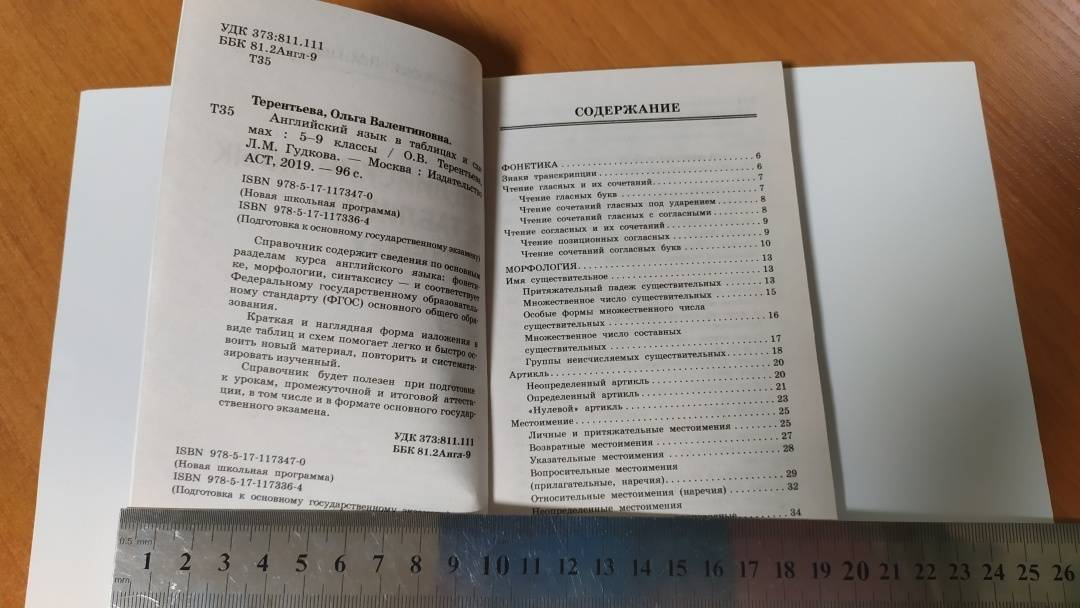 УДК 373:811.111
ББК 81.2Англ-9
Т35
Т35
Терентьева, Ольга Валентиновна.
Английский язык в таблицах и схе-
мах : 5–9 классы / О.В. Терентьева,
Л.М. Гудкова. — Москва : Издательство
АСТ, 2019. — 96 с.
ISBN 978-5-17-117347-0
(Новая школьная программа)
ISBN 978-5-17-117336-4
(Подготовка к основному государственному экзамену)
Справочник содержит сведения по основным
разделам курса английского языка: фонети-
ке, морфологии, синтаксису — и соответствует
Федеральному государственному образователь-
ному стандарту (ФГОС) основного общего обра-
зования.
Краткая и наглядная форма изложения в
виде таблиц и схем помогает легко и быстро ос-
воить новый материал, повторить и системати-
зировать изученный.
Справочник будет полезен при подготовке
к урокам, промежуточной и итоговой аттеста-
ции, в том числе и в формате основного государ-
ственного экзамена.
УДК 373:811.111
ББК 81.2Англ-9
ISBN 978-5-17-117347-0
(Новая школьная программа)
ISBN 978-5-17-117336-4
(Подготовка к основному государственному
СОДЕРЖАНИЕ
ФОНЕТИКА 6
Знаки транскрипции 6
Чтение гласных и их сочетаний 7
Чтение гласных букв 7
Чтение сочетаний гласных под ударением 8
Чтение сочетаний гласных с согласными 8
Чтение согласных и их сочетаний 9
Чтение позиционных согласных 9
Чтение сочетаний согласных букв 10
МОРФОЛОГИЯ 13
Имя существительное 13
Притяжательный падеж существительных 13
Множественное число существительных 15
Особые формы множественного числа
существительных 16
Множественное число составных
существительных 17
Группы неисчисляемых существительных 18
Артикль 20
Неопределенный артикль 20
Определенный артикль 21
«Нулевой» артикль 23
Местоимение 25
Личные и притяжательные местоимения 25
Возвратные местоимения 27
Указательные местоимения 28
Вопросительные местоимения
(прилагательные, наречия) 29
Относительные местоимения (наречия) 32
Неопределенные местоимения
34
0.5 mm
mm
1 2 3 4 5 6 7 8 9 10 11 12 13 14 15 16 17 18 19 20 21 22 23 24 25 26